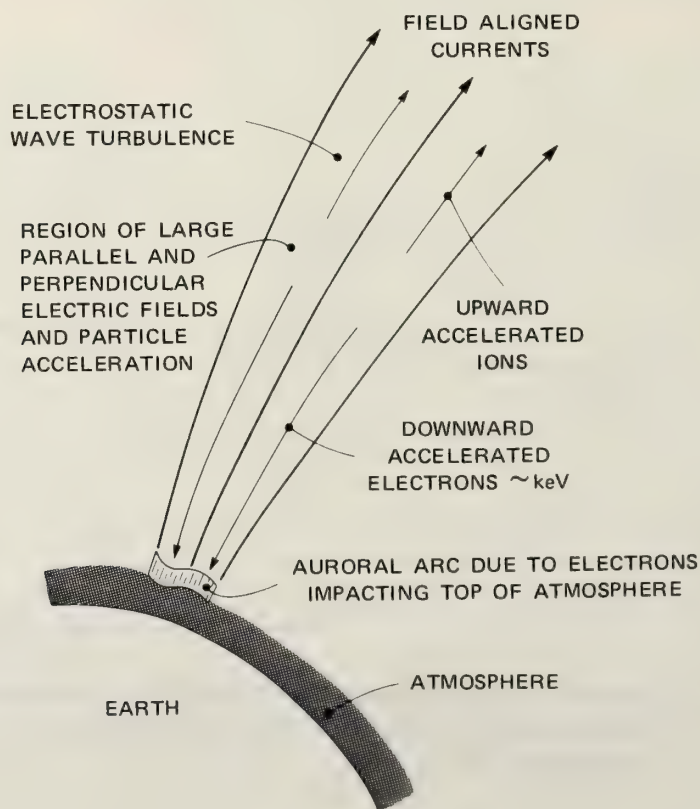 FIELD ALIGNED
CURRENTS
ELECTROSTATIC
WAVE TURBULENCE
REGION OF LARGE
PARALLEL AND
PERPENDICULAR
ELECTRIC FIELDS
AND PARTICLE
ACCELERATION
UPWARD
ACCELERATED
IONS
DOWNWARD
ACCELERATED
ELECTRONS ~keV
AURORAL ARC DUE TO ELECTRONS
IMPACTING TOP OF ATMOSPHERE
ATMOSPHERE
EARTH